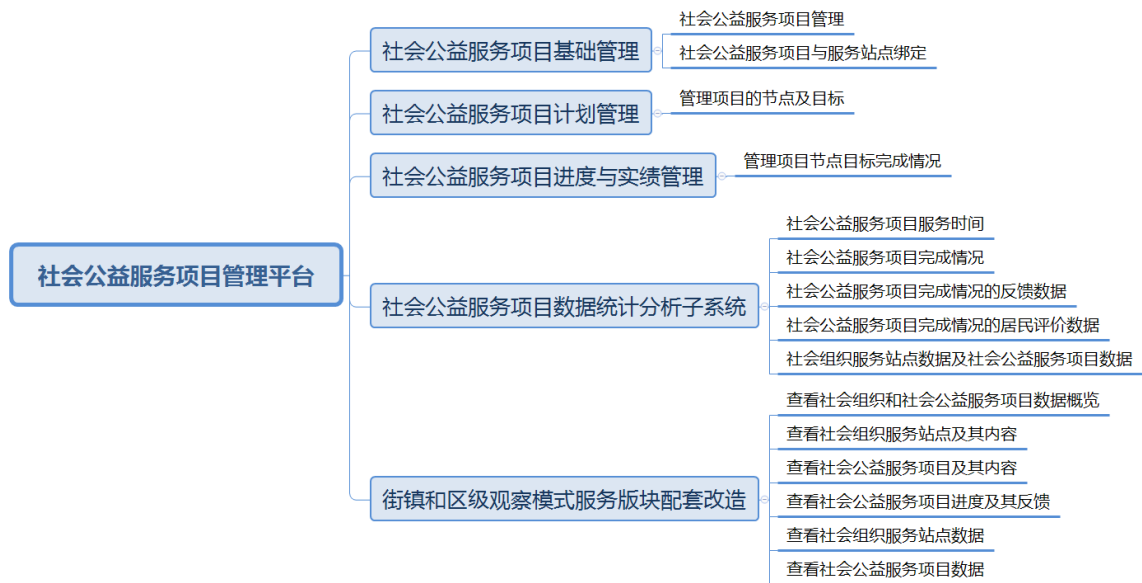 社会公益服务项目管理平台
社会公益服务项目基础管理
社会公益服务项目管理
社会公益服务项目与服务站点绑定
社会公益服务项目计划管理
管理项目的节点及目标
社会公益服务项目进度与实绩管理
管理项目节点目标完成情况
社会公益服务项目数据统计分析子系统
社会公益服务项目服务时间
社会公益服务项目完成情况
社会公益服务项目完成情况的反馈数据
社会公益服务项目完成情况的居民评价数据
社会组织服务站点数据及社会公益服务项目数据
街镇和区级观察模式服务版块配套改造
查看社会组织和社会公益服务项目数据概览
查看社会组织服务站点及其内容
查看社会公益服务项目及其内容
查看社会公益服务项目进度及其反馈
查看社会组织服务站点数据
查看社会公益服务项目数据